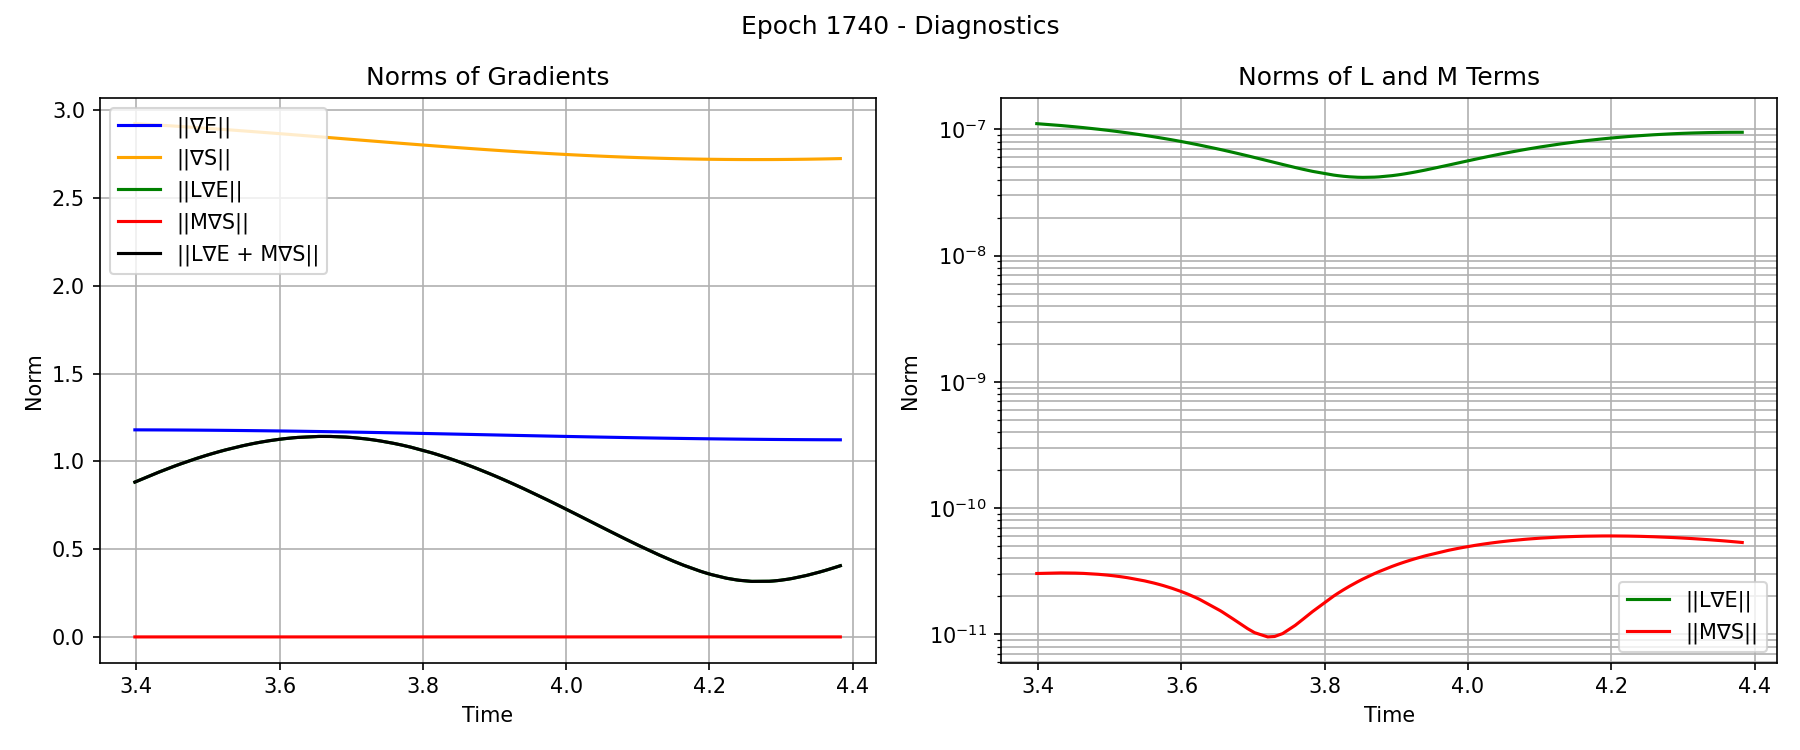 Epoch 1740 - Diagnostics
Norms of Gradients
3.0
2.5
2.0
1.5
1.0
0.5
0.0
Norm
||∇E||
||∇S||
||L∇E||
||M∇S||
||L∇E + M∇S||
3.4 3.6 3.8 4.0 4.2 4.4
Time
Norms of L and M Terms
10⁻⁷
10⁻⁸
10⁻⁹
10⁻¹⁰
10⁻¹¹
Norm
||L∇E||
||M∇S||
3.4 3.6 3.8 4.0 4.2 4.4
Time